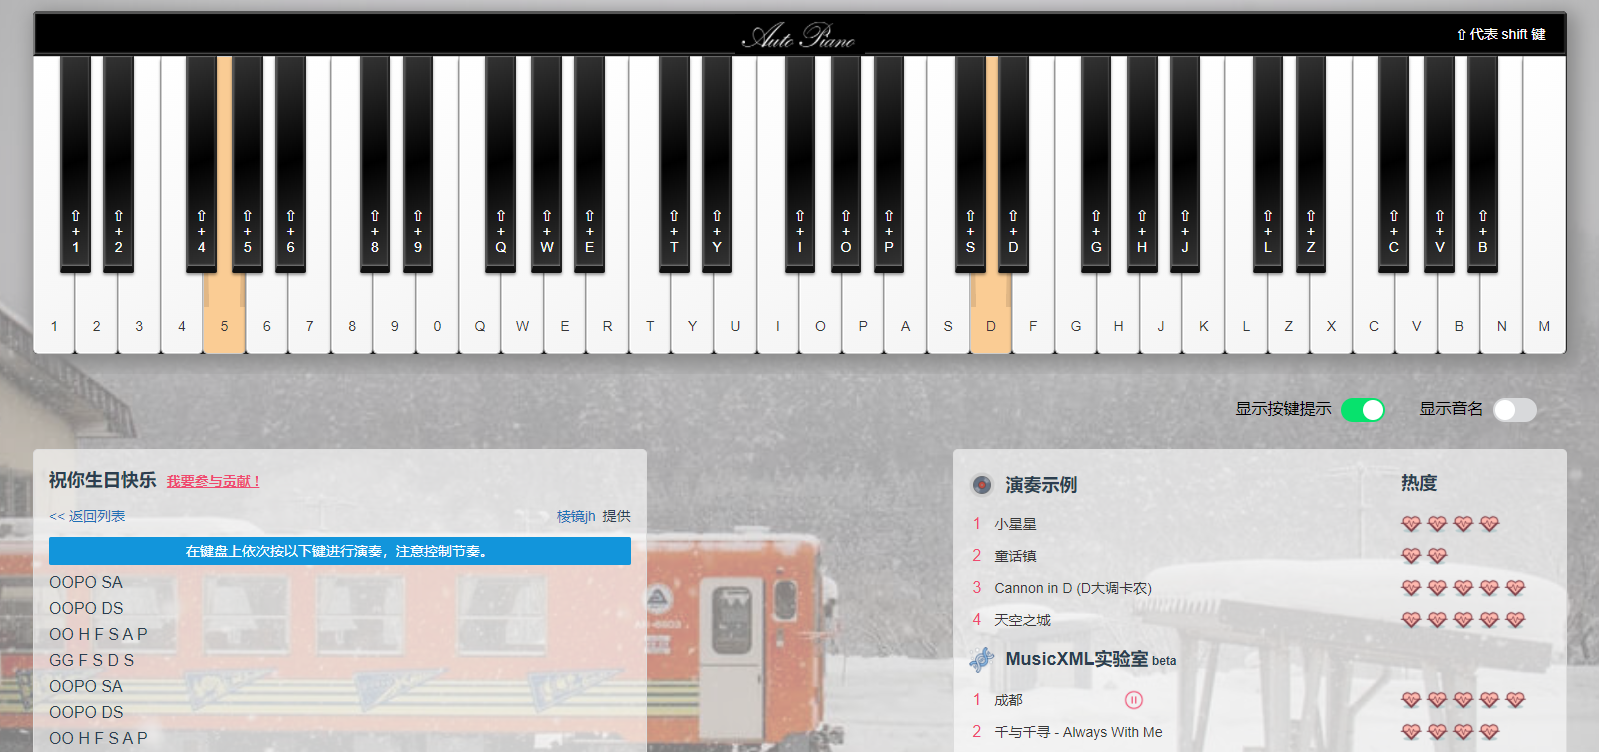 Auto Piano
⇧ 代表 shift 键
⇧+1 ⇧+2 ⇧+4 ⇧+5 ⇧+6 ⇧+8 ⇧+9 ⇧+Q ⇧+W ⇧+E ⇧+T ⇧+Y ⇧+I ⇧+O ⇧+P ⇧+S ⇧+D ⇧+G ⇧+H ⇧+J ⇧+L ⇧+Z ⇧+C ⇧+V ⇧+B
1 2 3 4 5 6 7 8 9 0 Q W E R T Y U I O P A S D F G H J K L Z X C V B N M
显示按键提示 显示音名
祝你生日快乐 我要参与贡献 !
<< 返回列表 棱镜jh 提供
在键盘上依次按以下键进行演奏，注意控制节奏。
OOPO SA
OOPO DS
OO H F S A P
GG F S D S
OOPO SA
OOPO DS
OO H F S A P
演奏示例 热度
1 小星星
2 童话镇
3 Cannon in D (D大调卡农)
4 天空之城
MusicXML实验室 beta
1 成都
2 千与千寻 - Always With Me